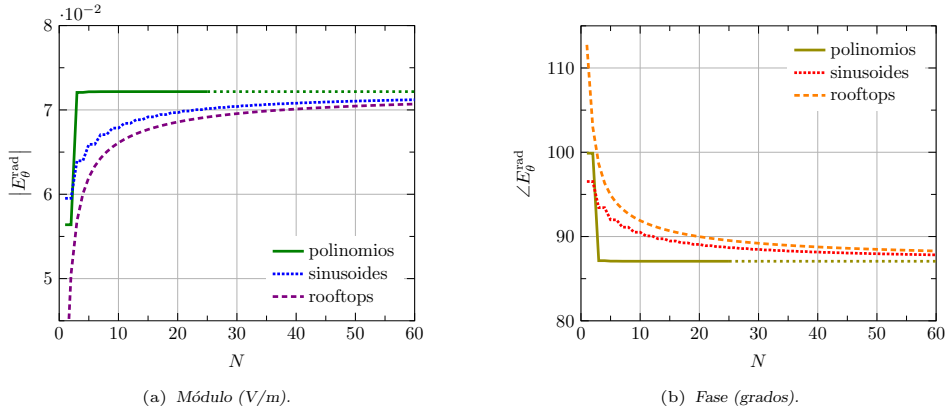 8 ·10⁻²
7
6
5
|E_θ^rad|
0 10 20 30 40 50 60
N
polinomios
sinusoides
rooftops
(a) Módulo (V/m).
120
110
100
90
80
∠E_θ^rad
0 10 20 30 40 50 60
N
polinomios
sinusoides
rooftops
(b) Fase (grados).